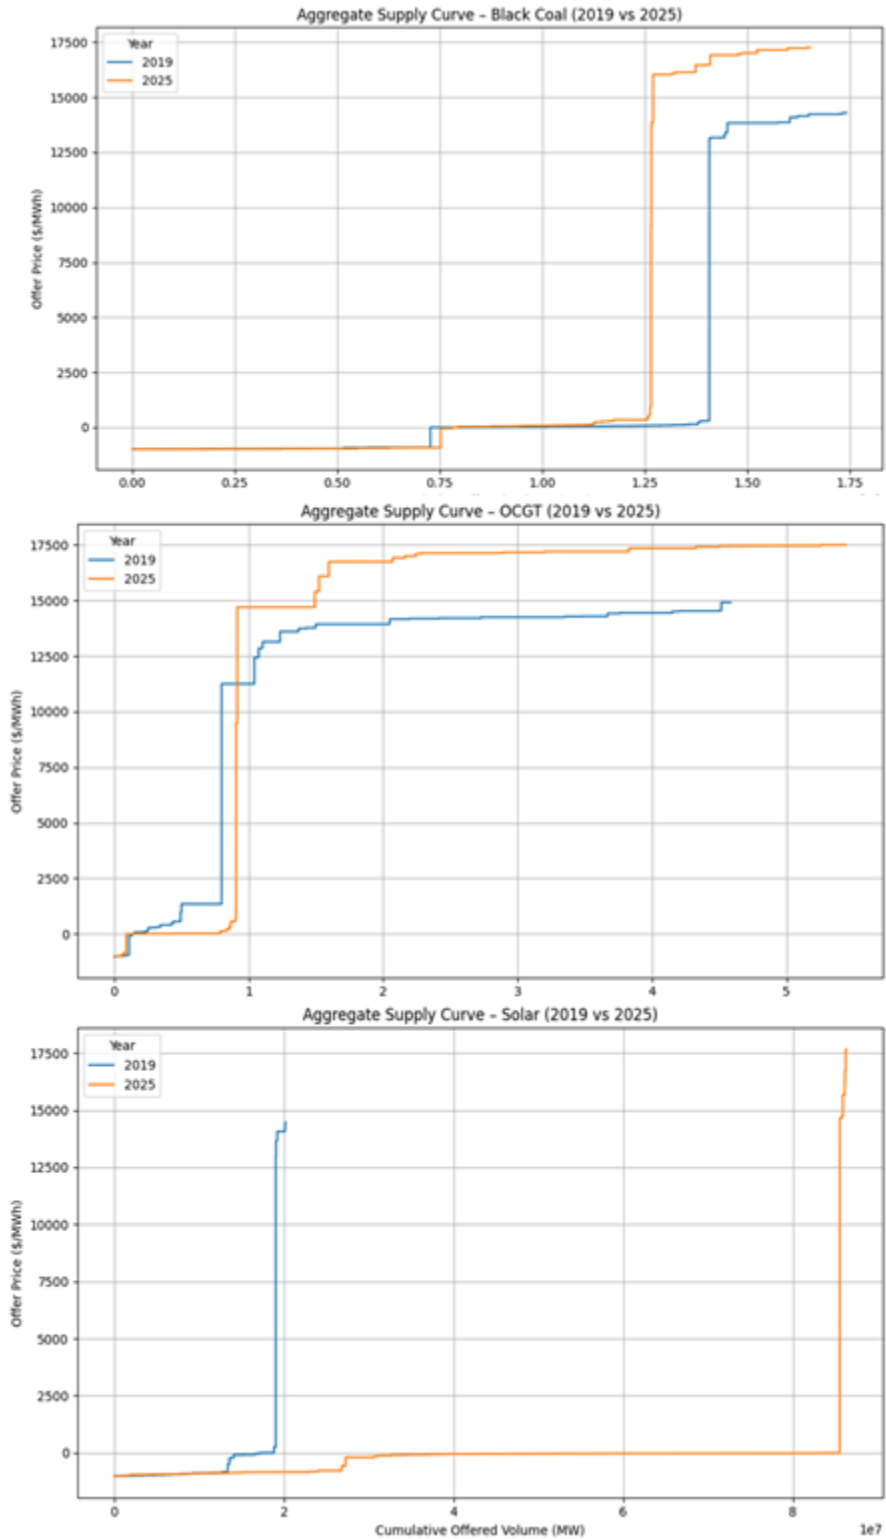 Aggregate Supply Curve – Black Coal (2019 vs 2025)
Year
2019
2025
17500
15000
12500
10000
7500
5000
2500
0
Offer Price ($/MWh)
0.00 0.25 0.50 0.75 1.00 1.25 1.50 1.75
Aggregate Supply Curve – OCGT (2019 vs 2025)
Year
2019
2025
17500
15000
12500
10000
7500
5000
2500
0
Offer Price ($/MWh)
0 1 2 3 4 5
Aggregate Supply Curve – Solar (2019 vs 2025)
Year
2019
2025
17500
15000
12500
10000
7500
5000
2500
0
Offer Price ($/MWh)
0 2 4 6 8
Cumulative Offered Volume (MW)
1e7